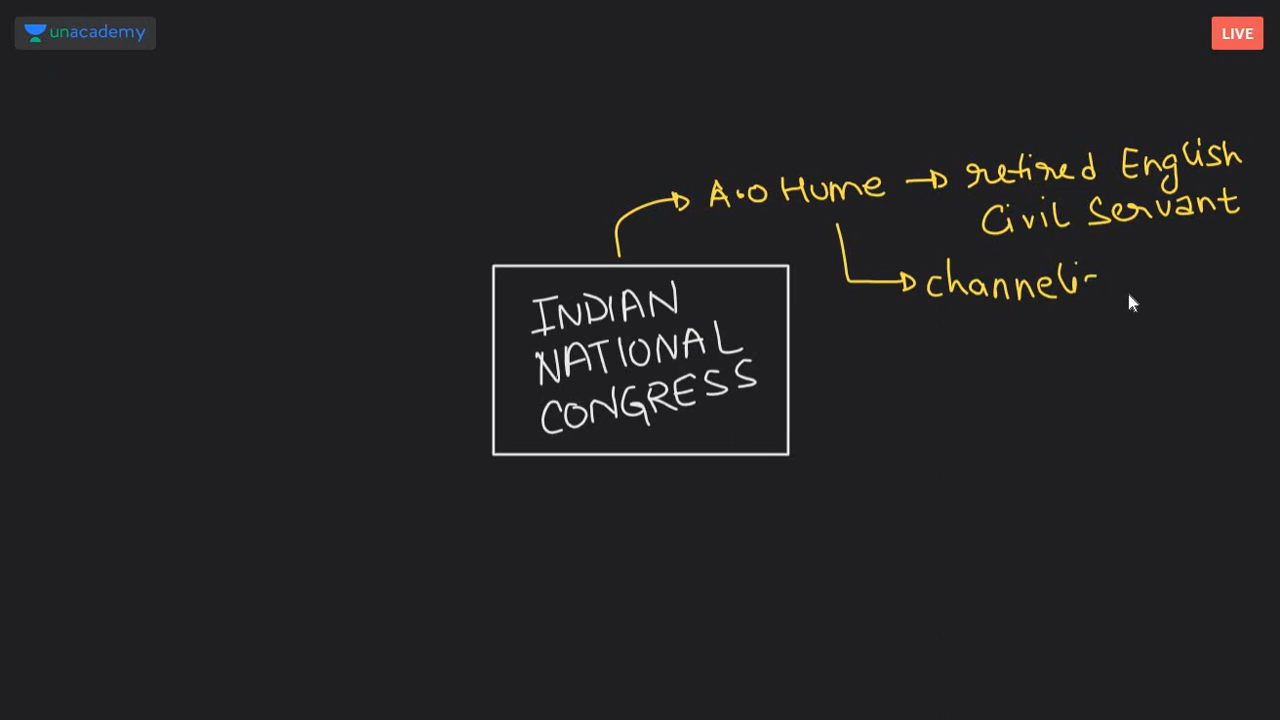 unacademy
LIVE
A.O Hume → retired English
Civil Servant
channeli-
INDIAN
NATIONAL
CONGRESS